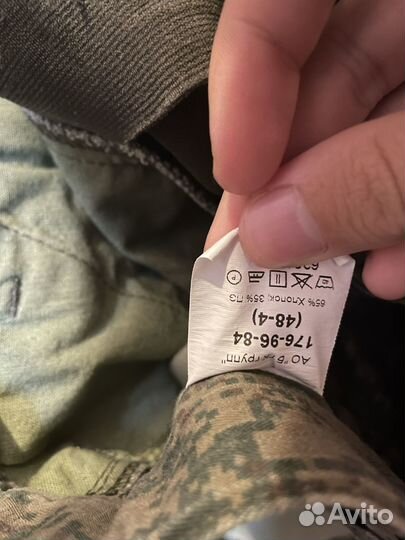 АО "Б
групп"
176-96-84
(48-4)
65% Хлопок; 35% ПЭ
P
Avito